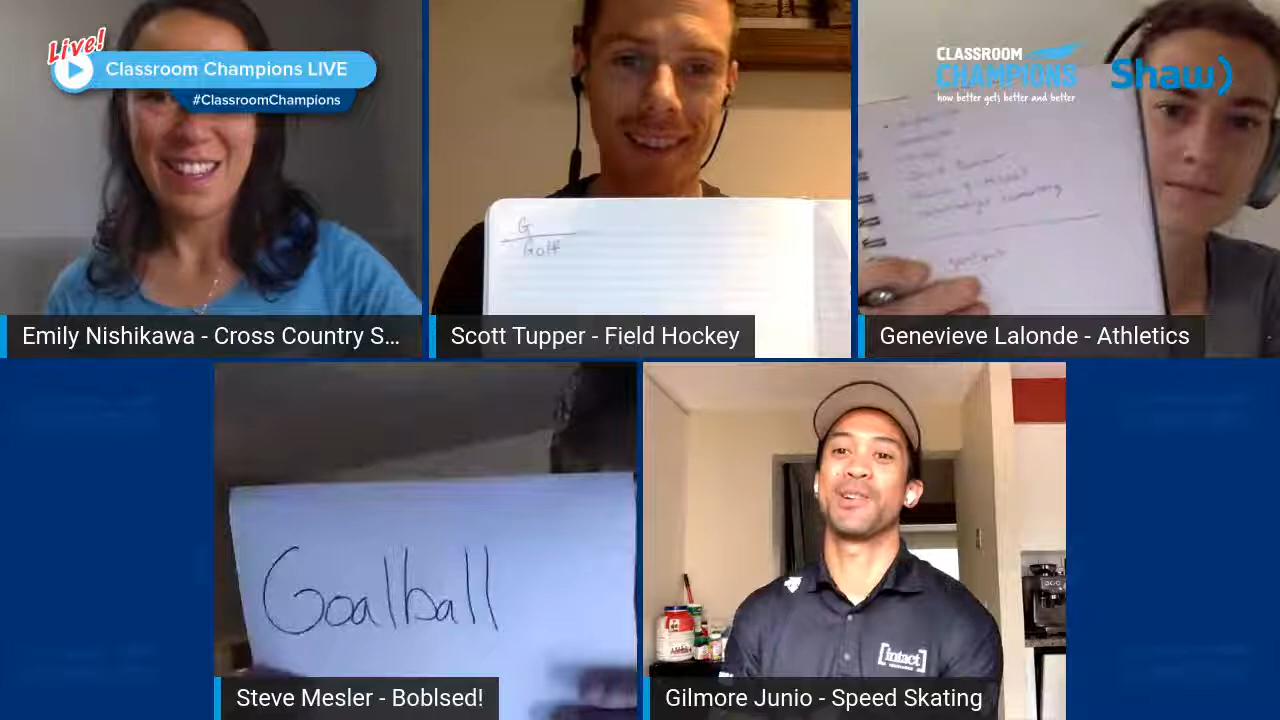 Live!
Classroom Champions LIVE
#ClassroomChampions
CLASSROOM
CHAMPIONS
how better gets better and better
Shaw)
G
Golf
Emily Nishikawa - Cross Country S...
Scott Tupper - Field Hockey
Genevieve Lalonde - Athletics
Goalball
[intact]
Steve Mesler - Boblsed!
Gilmore Junio - Speed Skating